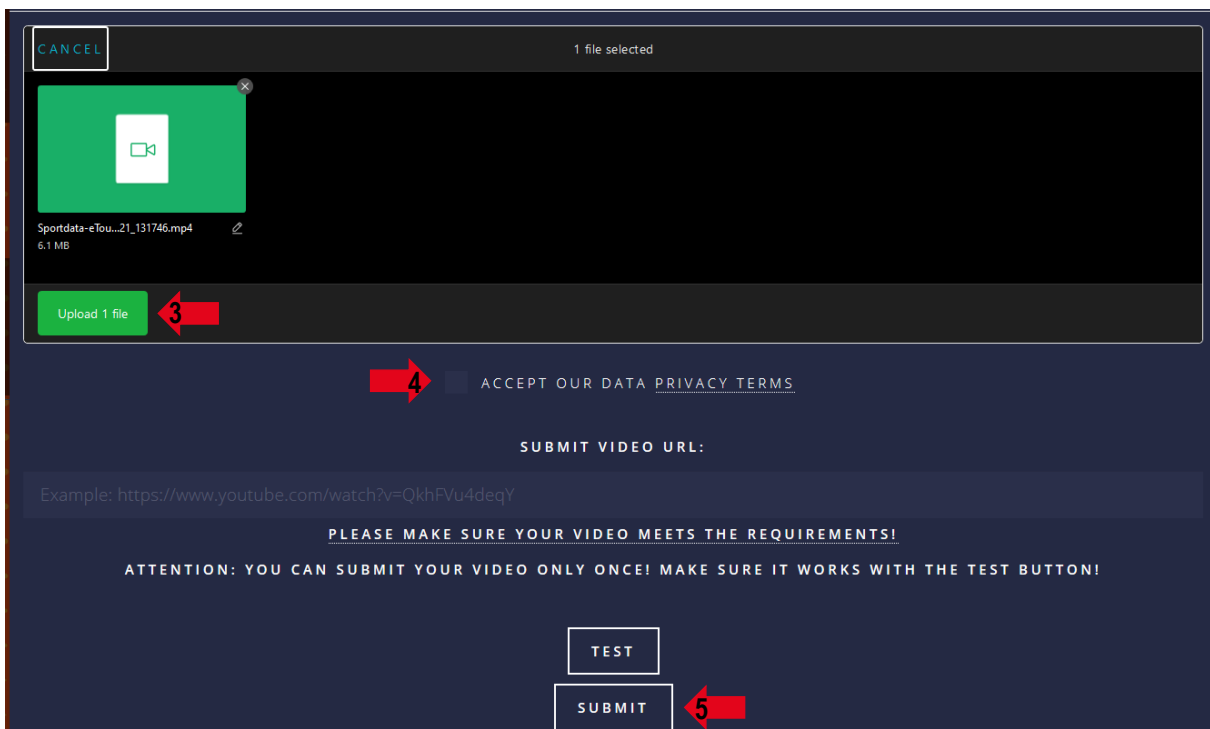 CANCEL
1 file selected
Sportdata-eTou...21_131746.mp4
6.1 MB
Upload 1 file
3
4
ACCEPT OUR DATA PRIVACY TERMS
SUBMIT VIDEO URL:
Example: https://www.youtube.com/watch?v=QkhFVu4deqY
PLEASE MAKE SURE YOUR VIDEO MEETS THE REQUIREMENTS!
ATTENTION: YOU CAN SUBMIT YOUR VIDEO ONLY ONCE! MAKE SURE IT WORKS WITH THE TEST BUTTON!
TEST
SUBMIT
5